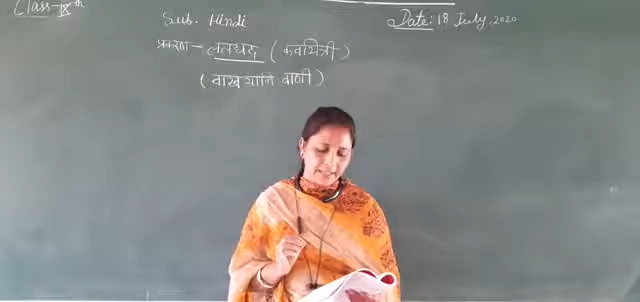 Class-IXth Sub. Hindi Date:18 July, 2020
प्रकरण - ललद्यद (कवयित्री)
(वाख यानि वाणी)